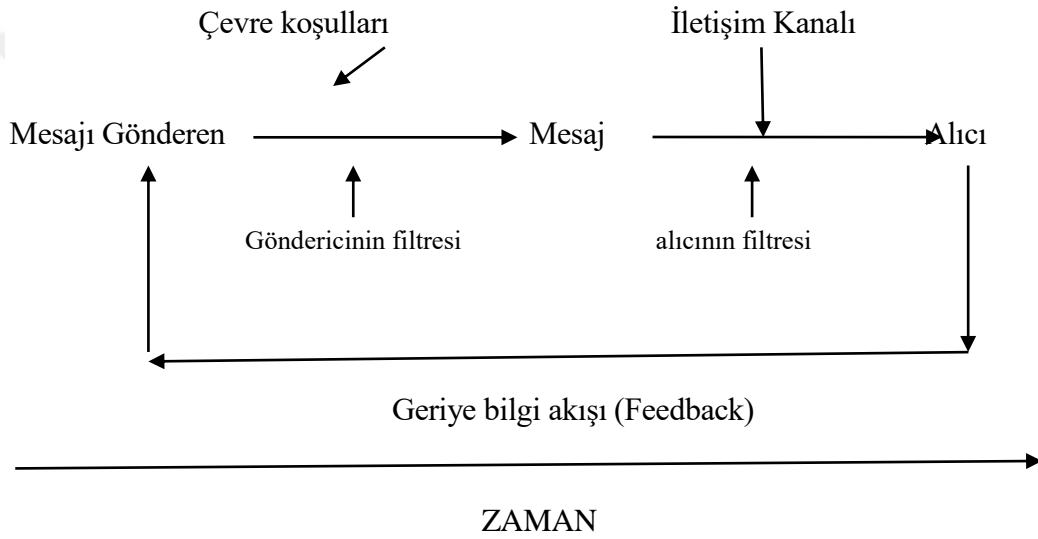 Çevre koşulları İletişim Kanalı
Mesajı Gönderen Mesaj Alıcı
Göndericinin filtresi alıcının filtresi
Geriye bilgi akışı (Feedback)
ZAMAN